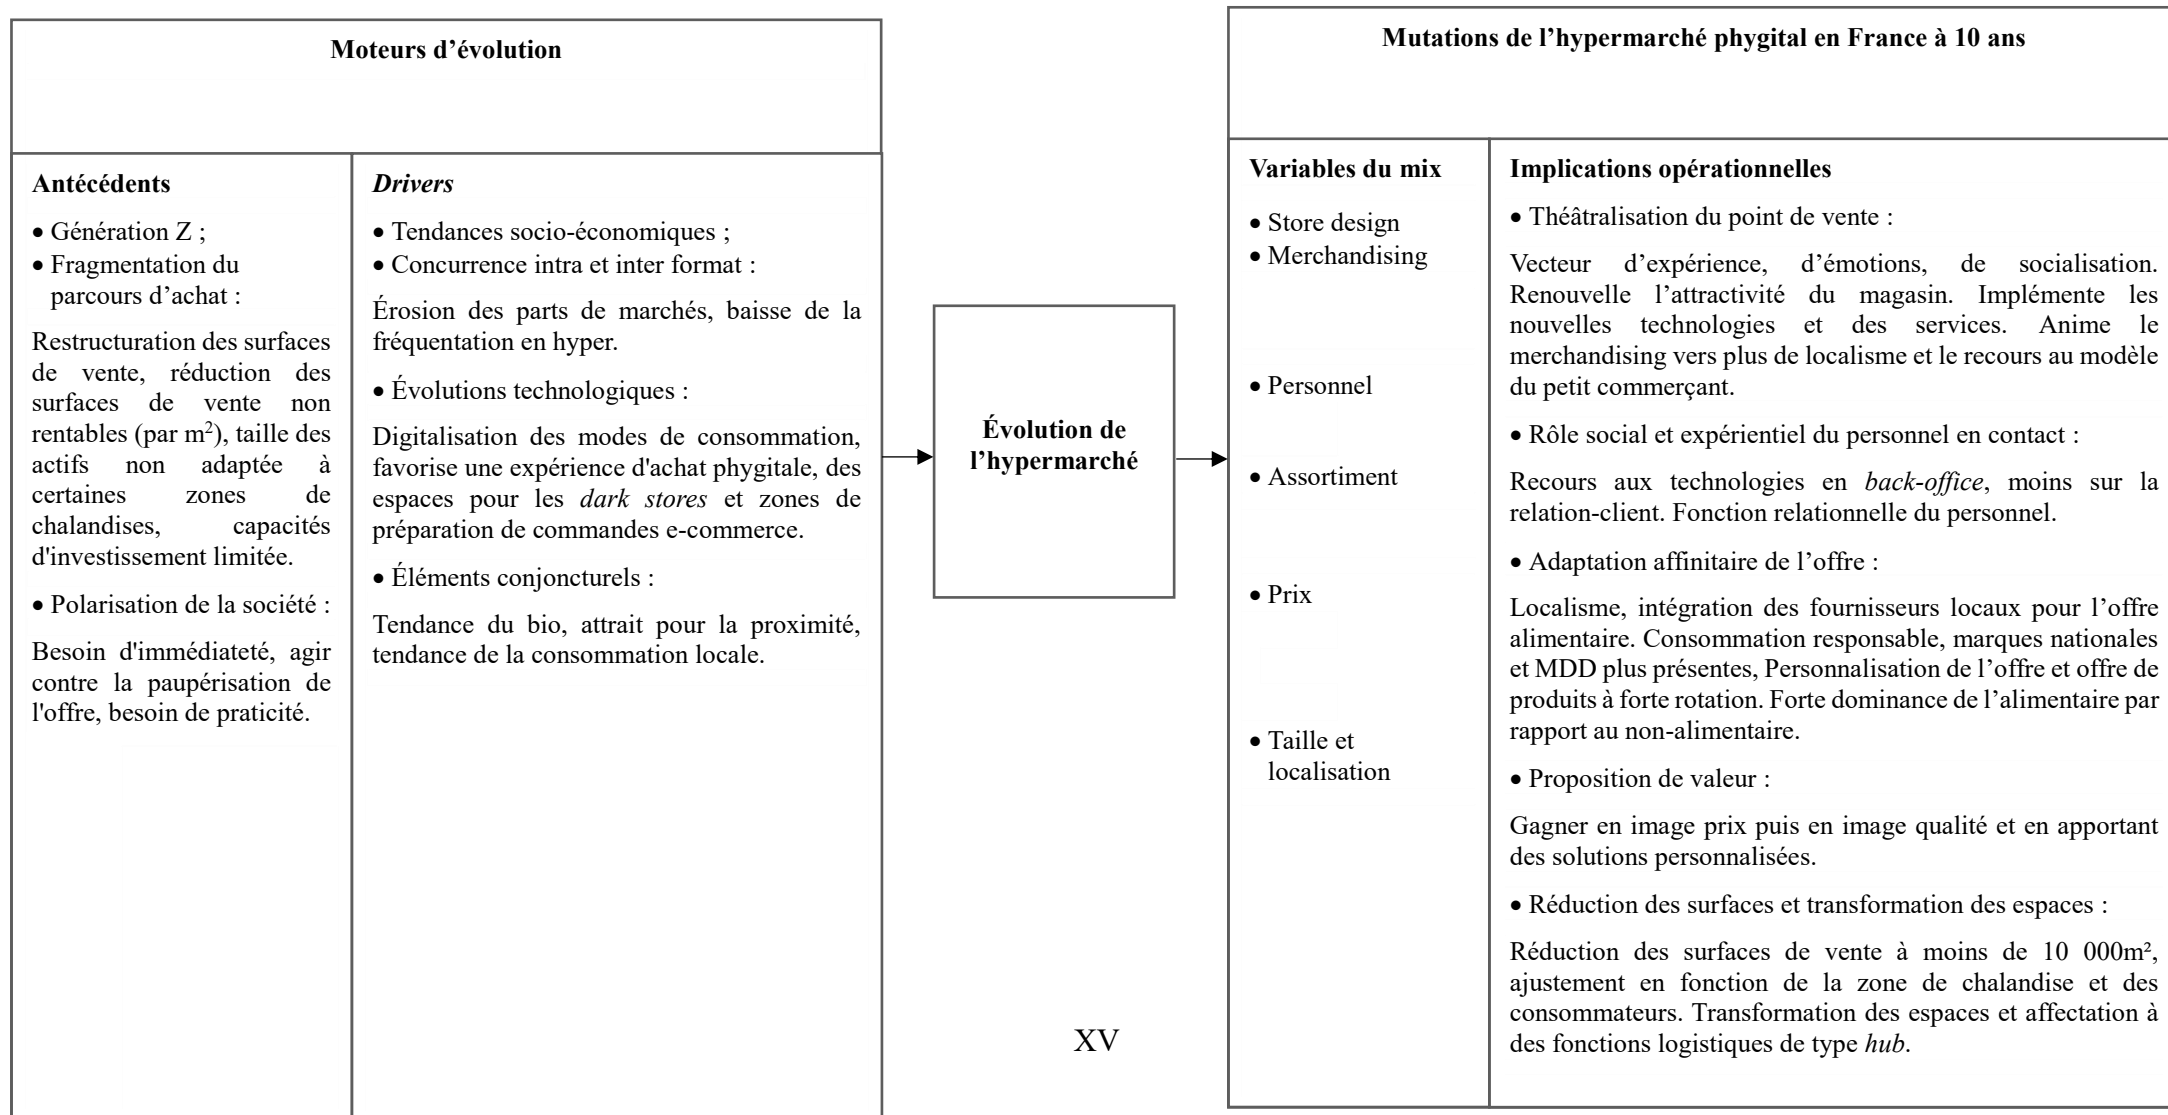 Moteurs d’évolution
Antécédents
• Génération Z ;
• Fragmentation du
parcours d’achat :
Restructuration des surfaces
de vente, réduction des
surfaces de vente non
rentables (par m²), taille des
actifs non adaptée à
certaines zones de
chalandises, capacités
d'investissement limitée.
• Polarisation de la société :
Besoin d'immédiateté, agir
contre la paupérisation de
l'offre, besoin de praticité.
Drivers
• Tendances socio-économiques ;
• Concurrence intra et inter format :
Érosion des parts de marchés, baisse de la
fréquentation en hyper.
• Évolutions technologiques :
Digitalisation des modes de consommation,
favorise une expérience d'achat phygitale, des
espaces pour les dark stores et zones de
préparation de commandes e-commerce.
• Éléments conjoncturels :
Tendance du bio, attrait pour la proximité,
tendance de la consommation locale.
Évolution de
l’hypermarché
Mutations de l’hypermarché phygital en France à 10 ans
Variables du mix
• Store design
• Merchandising
• Personnel
• Assortiment
• Prix
• Taille et
localisation
Implications opérationnelles
• Théâtralisation du point de vente :
Vecteur d’expérience, d’émotions, de socialisation.
Renouvelle l’attractivité du magasin. Implémente les
nouvelles technologies et des services. Anime le
merchandising vers plus de localisme et le recours au modèle
du petit commerçant.
• Rôle social et expérientiel du personnel en contact :
Recours aux technologies en back-office, moins sur la
relation-client. Fonction relationnelle du personnel.
• Adaptation affinitaire de l’offre :
Localisme, intégration des fournisseurs locaux pour l’offre
alimentaire. Consommation responsable, marques nationales
et MDD plus présentes, Personnalisation de l’offre et offre de
produits à forte rotation. Forte dominance de l’alimentaire par
rapport au non-alimentaire.
• Proposition de valeur :
Gagner en image prix puis en image qualité et en apportant
des solutions personnalisées.
• Réduction des surfaces et transformation des espaces :
Réduction des surfaces de vente à moins de 10 000m²,
ajustement en fonction de la zone de chalandise et des
consommateurs. Transformation des espaces et affectation à
des fonctions logistiques de type hub.
XV